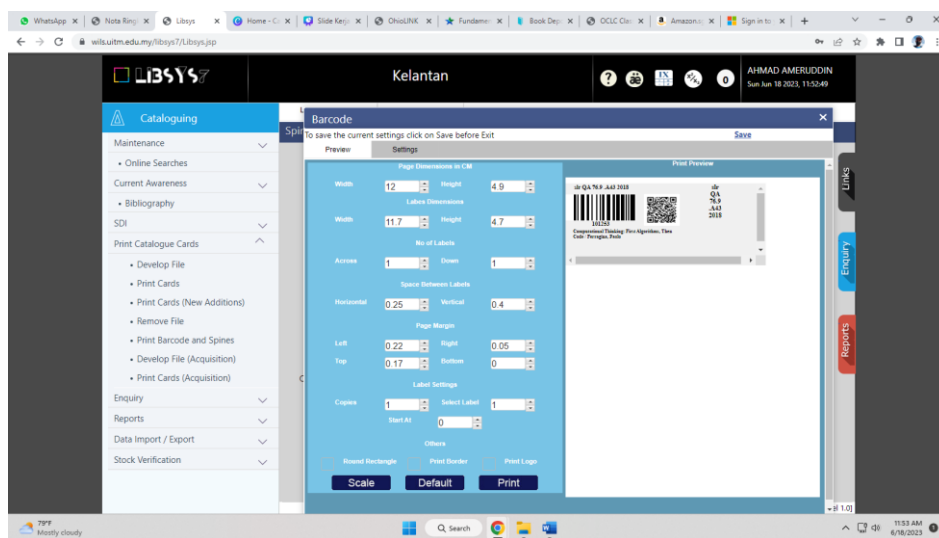 WhatsApp
Nota Ring
Libsys
Home - C
Slide Kerja
OhioLINK
Fundamen
Book Dep
OCLC Clas
Amazon.
Sign in to
wils.uitm.edu.my/libsys7/Libsys.jsp
LIBSYS7
Kelantan
AHMAD AMERUDDIN
Sun Jun 18 2023, 11:52:49
Cataloguing
Maintenance
• Online Searches
Current Awareness
• Bibliography
SDI
Print Catalogue Cards
• Develop File
• Print Cards
• Print Cards (New Additions)
• Remove File
• Print Barcode and Spines
• Develop File (Acquisition)
• Print Cards (Acquisition)
Enquiry
Reports
Data Import / Export
Stock Verification
Spi
Barcode
To save the current settings click on Save before Exit
Save
Preview Settings
Page Dimensions in CM
Width 12 Height 4.9
Labes Dimensions
Width 11.7 Height 4.7
No of Labels
Across 1 Down 1
Space Between Labels
Horizontal 0.25 Vertical 0.4
Page Margin
Left 0.22 Right 0.05
Top 0.17 Bottom 0
Label Settings
Copies 1 Select Label 1
Start At 0
Others
Round Rectangle Print Border Print Logo
Scale Default Print
Print Preview
slr QA 76.9 .A43 2018
101253
Computational Thinking: First Algorithms, Then
Code / Ferragina, Paolo
slr
QA
76.9
.A43
2018
Links
Enquiry
Reports
1.0]
79°F
Mostly cloudy
Search
11:53 AM
6/18/2023